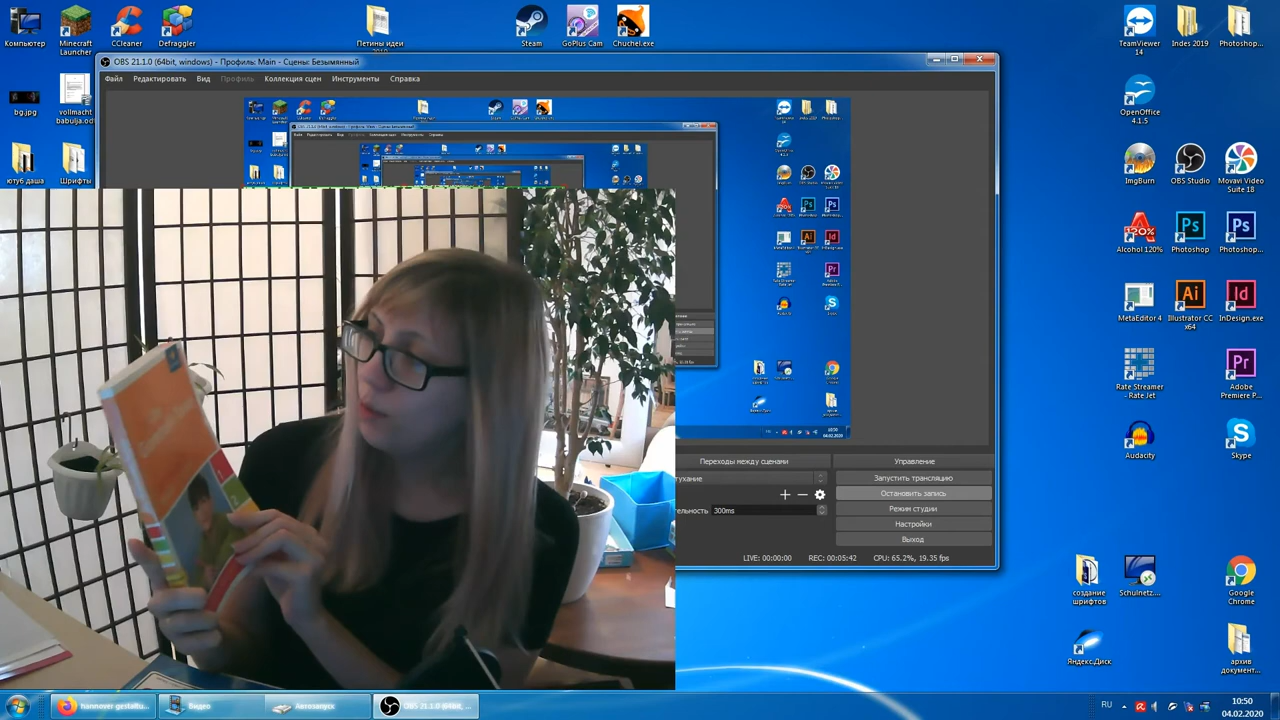 Компьютер
Minecraft
Launcher
CCleaner
Defraggler
Петины идеи
Steam
GoPlus Cam
Chuchel.exe
TeamViewer
14
Indes 2019
Photoshop...
OBS 21.1.0 (64bit, windows) - Профиль: Main - Сцены: Безымянный
Файл
Редактировать
Вид
Профиль
Коллекция сцен
Инструменты
Справка
bg.jpg
vollmacht
babulja.odt
OpenOffice
4.1.5
ютуб даша
Шрифты
ImgBurn
OBS Studio
Movavi Video
Suite 18
Alcohol 120%
Photoshop
Photoshop...
MetaEditor 4
Illustrator CC
x64
InDesign.exe
Rate Streamer
- Rate Jet
Adobe
Premiere P...
Audacity
Skype
Переходы между сценами
Управление
тухание
Запустить трансляцию
Остановить запись
тельность
300ms
Режим студии
Настройки
Выход
LIVE: 00:00:00
REC: 00:05:42
CPU: 65.2%, 19.35 fps
создание
шрифтов
Schulnetz....
Google
Chrome
Яндекс.Диск
архив
документ...
hannover gestaltu...
Видео
Автозапуск
OBS 21.1.0 (64bit, ...
RU
10:50
04.02.2020